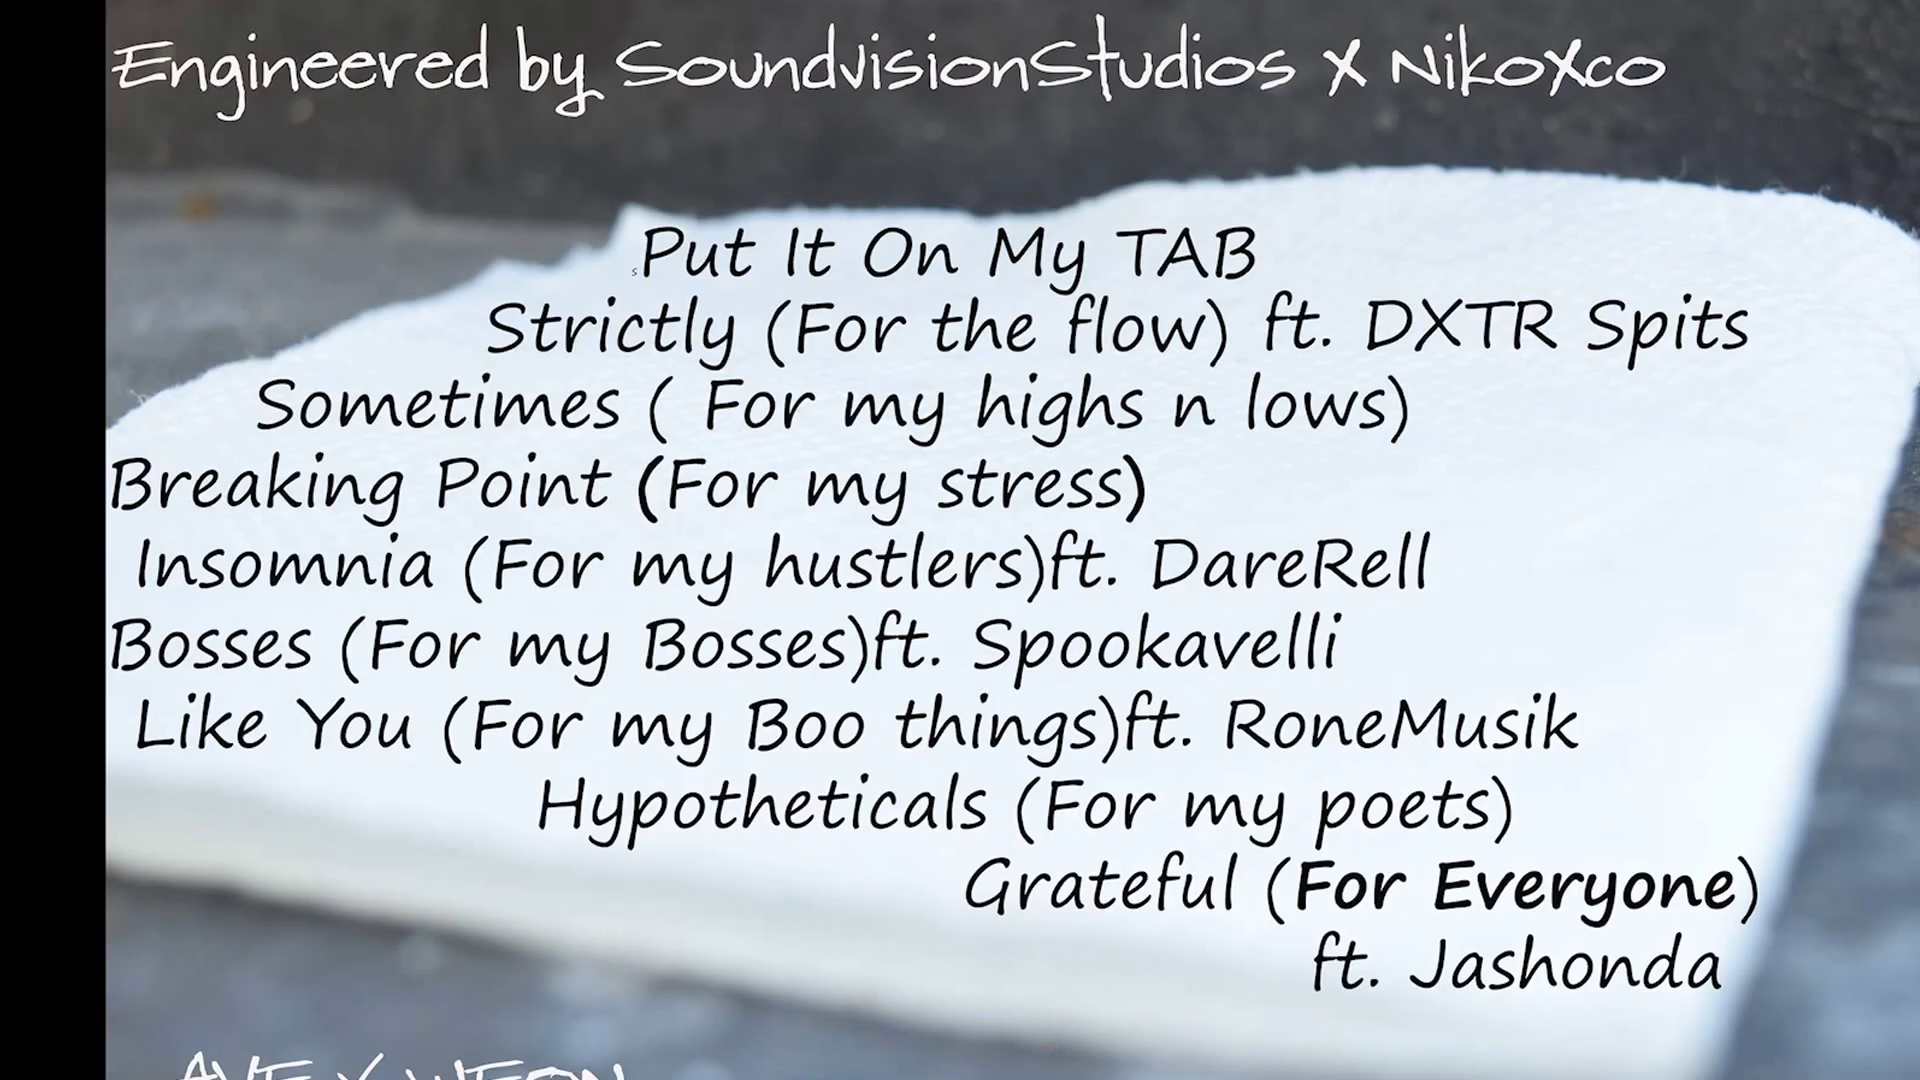 Engineered by SoundvisionStudios X NikoXco
sPut It On My TAB
Strictly (For the flow) ft. DXTR Spits
Sometimes ( For my highs n lows)
Breaking Point (For my stress)
Insomnia (For my hustlers)ft. DareRell
Bosses (For my Bosses)ft. Spookavelli
Like You (For my Boo things)ft. RoneMusik
Hypotheticals (For my poets)
Grateful (For Everyone)
ft. Jashonda